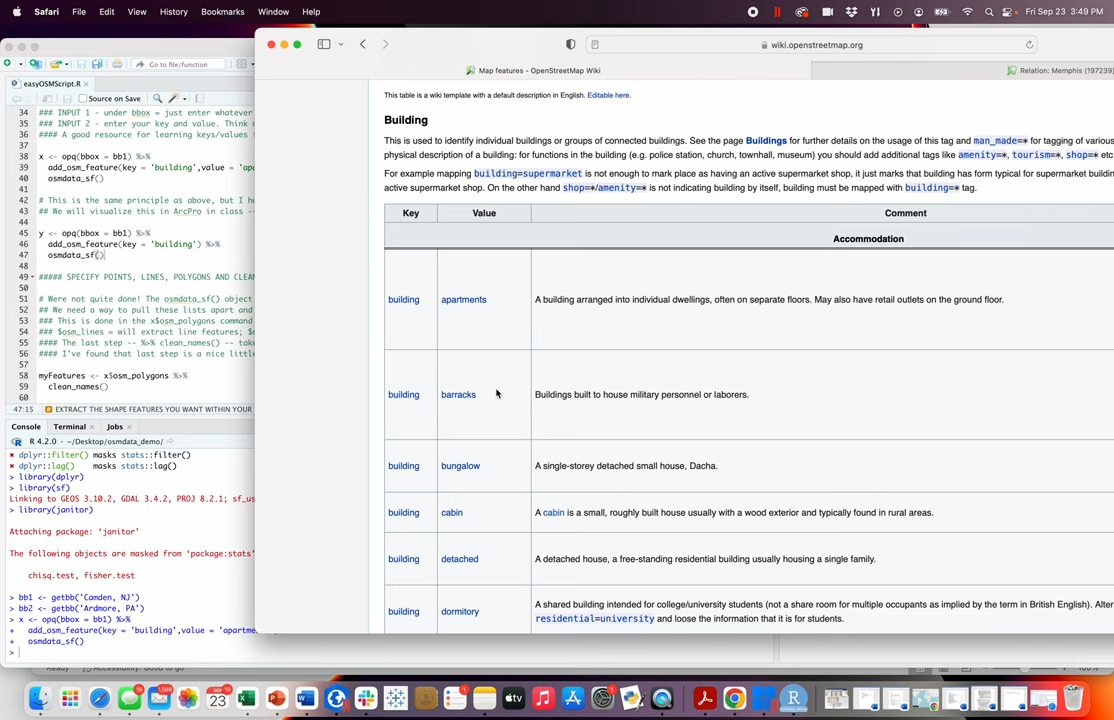 Safari File Edit View History Bookmarks Window Help
Fri Sep 23 3:49 PM
Go to file/function
easyOSMScript.R
Source on Save
34 ### INPUT 1 - under bbox = just enter whatever
35 ### INPUT 2 - enter your key and value. Think
36 #### A good resource for learning keys/values
37
38 x <- opq(bbox = bb1) %>%
39 add_osm_feature(key = 'building',value = 'apa
40 osmdata_sf()
41
42 # This is the same principle as above, but I ha
43 ## We will visualize this in ArcPro in class --
44
45 y <- opq(bbox = bb1) %>%
46 add_osm_feature(key = 'building') %>%
47 osmdata_sf()
48
49 ##### SPECIFY POINTS, LINES, POLYGONS AND CLEAN
50
51 # Were not quite done! The osmdata_sf() object
52 ## We need a way to pull these lists apart and
53 ### This is done in the x$osm_polygons command
54 ### $osm_lines = will extract line features;
55 #### The last step -- %>% clean_names() -- take
56 #### I've found that last step is a nice little
57
58 myFeatures <- x$osm_polygons %>%
59 clean_names()
60
47:15 EXTRACT THE SHAPE FEATURES YOU WANT WITHIN YOUR
Console Terminal Jobs
R 4.2.0 · ~/Desktop/osmdata_demo/
dplyr::filter() masks stats::filter()
dplyr::lag() masks stats::lag()
> library(dplyr)
> library(sf)
Linking to GEOS 3.10.2, GDAL 3.4.2, PROJ 8.2.1; sf_us
> library(janitor)
Attaching package: 'janitor'
The following objects are masked from 'package:stats'
chisq.test, fisher.test
> bb1 <- getbb('Camden, NJ')
> bb2 <- getbb('Ardmore, PA')
> x <- opq(bbox = bb1) %>%
+ add_osm_feature(key = 'building',value = 'apartme
+ osmdata_sf()
>
wiki.openstreetmap.org
Map features - OpenStreetMap Wiki
Relation: Memphis (197239)
This table is a wiki template with a default description in English. Editable here.
Building
This is used to identify individual buildings or groups of connected buildings. See the page Buildings for further details on the usage of this tag and man_made=* for tagging of various
physical description of a building: for functions in the building (e.g. police station, church, townhall, museum) you should add additional tags like amenity=*, tourism=*, shop=* etc
For example mapping building=supermarket is not enough to mark place as having an active supermarket shop, it just marks that building has form typical for supermarket buildin
active supermarket shop. On the other hand shop=*/amenity=* is not indicating building by itself, building must be mapped with building=* tag.
Key Value Comment
Accommodation
building apartments A building arranged into individual dwellings, often on separate floors. May also have retail outlets on the ground floor.
building barracks Buildings built to house military personnel or laborers.
building bungalow A single-storey detached small house, Dacha.
building cabin A cabin is a small, roughly built house usually with a wood exterior and typically found in rural areas.
building detached A detached house, a free-standing residential building usually housing a single family.
building dormitory A shared building intended for college/university students (not a share room for multiple occupants as implied by the term in British English). Alter
residential=university and loose the information that it is for students.